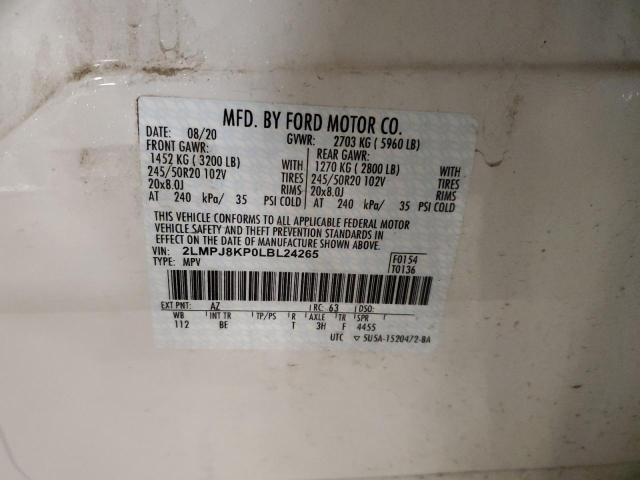 MFD. BY FORD MOTOR CO.
DATE: 08/20 GVWR: 2703 KG ( 5960 LB)
FRONT GAWR: REAR GAWR:
1452 KG ( 3200 LB) WITH 1270 KG ( 2800 LB) WITH
245/50R20 102V TIRES 245/50R20 102V TIRES
20x8.0J RIMS 20x8.0J RIMS
AT 240 kPa/ 35 PSI COLD AT 240 kPa/ 35 PSI COLD
THIS VEHICLE CONFORMS TO ALL APPLICABLE FEDERAL MOTOR
VEHICLE SAFETY AND THEFT PREVENTION STANDARDS IN
EFFECT ON THE DATE OF MANUFACTURE SHOWN ABOVE.
VIN: 2LMPJ8KP0LBL24265 F0154
TYPE: MPV T0136
EXT PNT: AZ RC: 63 DSO:
WB INT TR TP/PS R AXLE TR SPR
112 BE T 3H F 4455
UTC ▽ 5U5A-1520472-BA